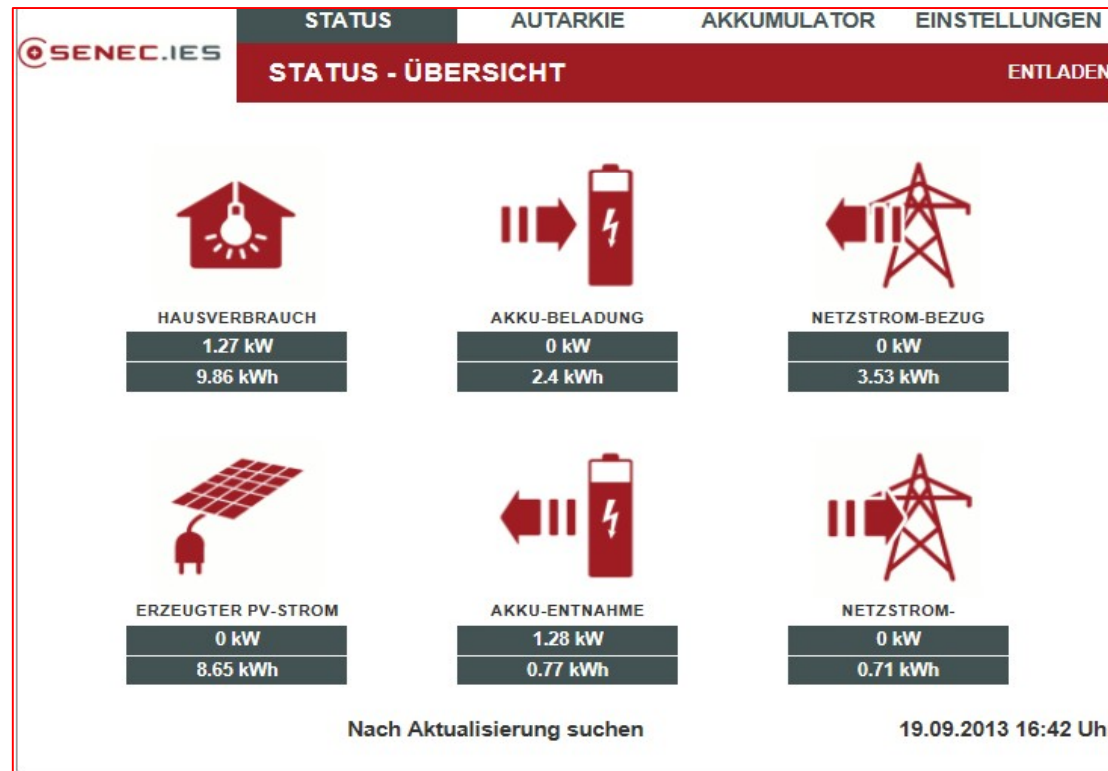 STATUS AUTARKIE AKKUMULATOR EINSTELLUNGEN
SENEC.IES
STATUS - ÜBERSICHT ENTLADEN
HAUSVERBRAUCH AKKU-BELADUNG NETZSTROM-BEZUG
1.27 kW 0 kW 0 kW
9.86 kWh 2.4 kWh 3.53 kWh
ERZEUGTER PV-STROM AKKU-ENTNAHME NETZSTROM-
0 kW 1.28 kW 0 kW
8.65 kWh 0.77 kWh 0.71 kWh
Nach Aktualisierung suchen 19.09.2013 16:42 Uh